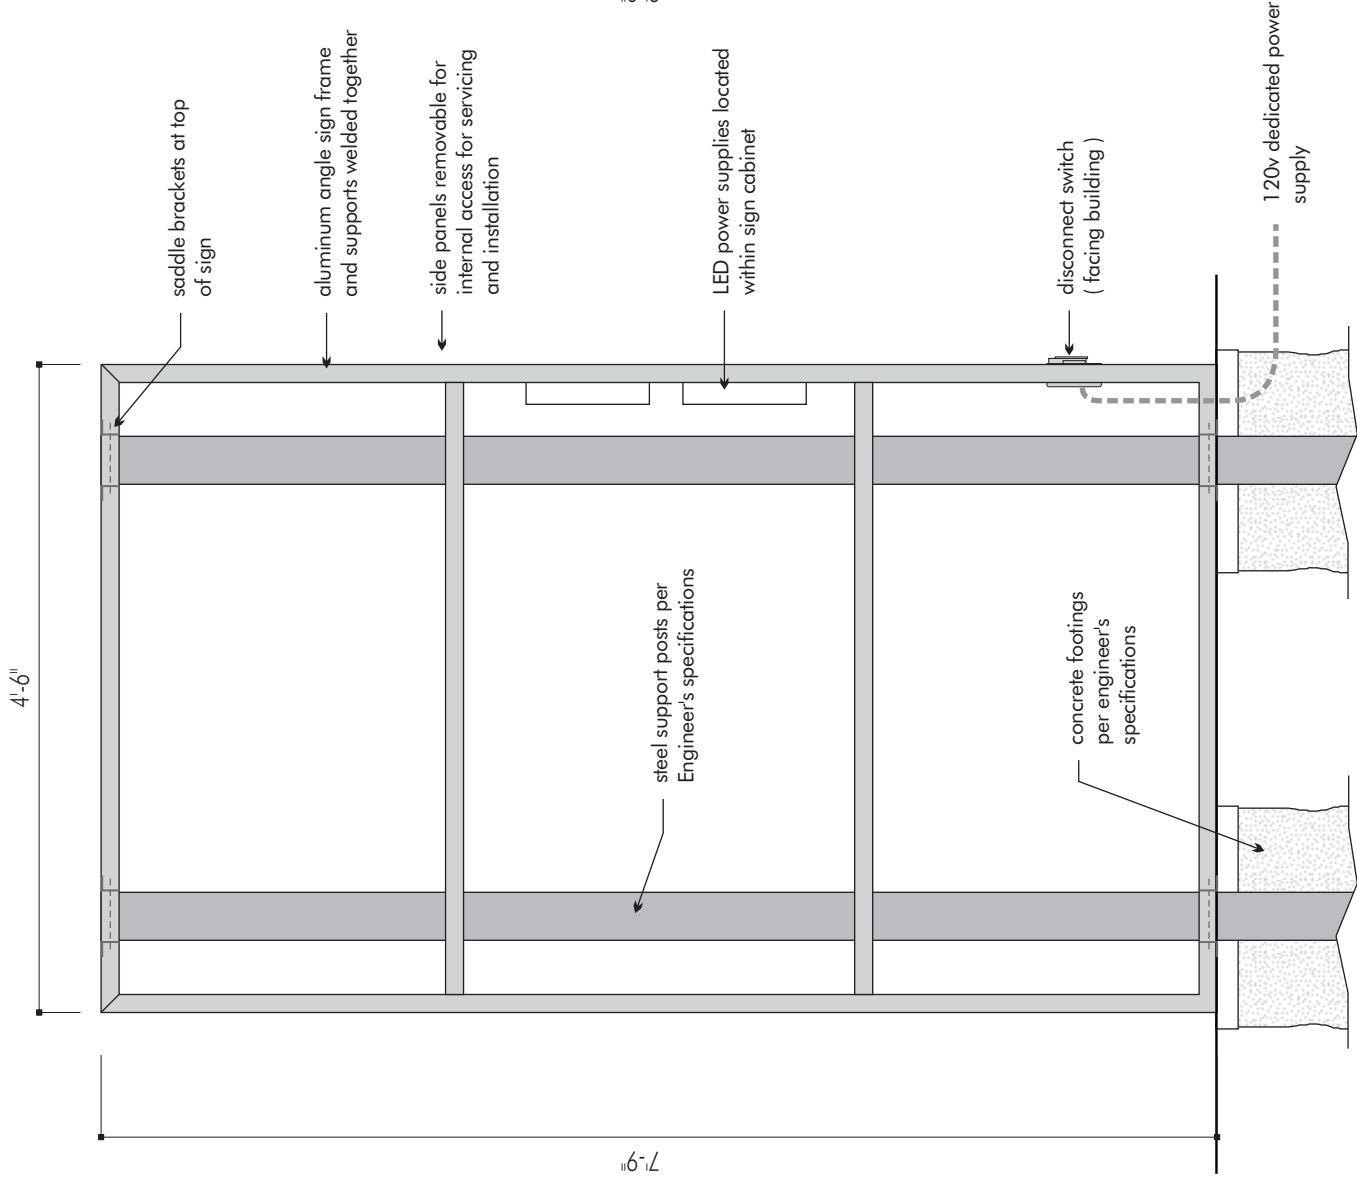 4'-6"
saddle brackets at top
of sign
aluminum angle sign frame
and supports welded together
side panels removable for
internal access for servicing
and installation
LED power supplies located
within sign cabinet
disconnect switch
( facing building )
120v dedicated power
supply
steel support posts per
Engineer's specifications
concrete footings
per engineer's
specifications
7'-9"